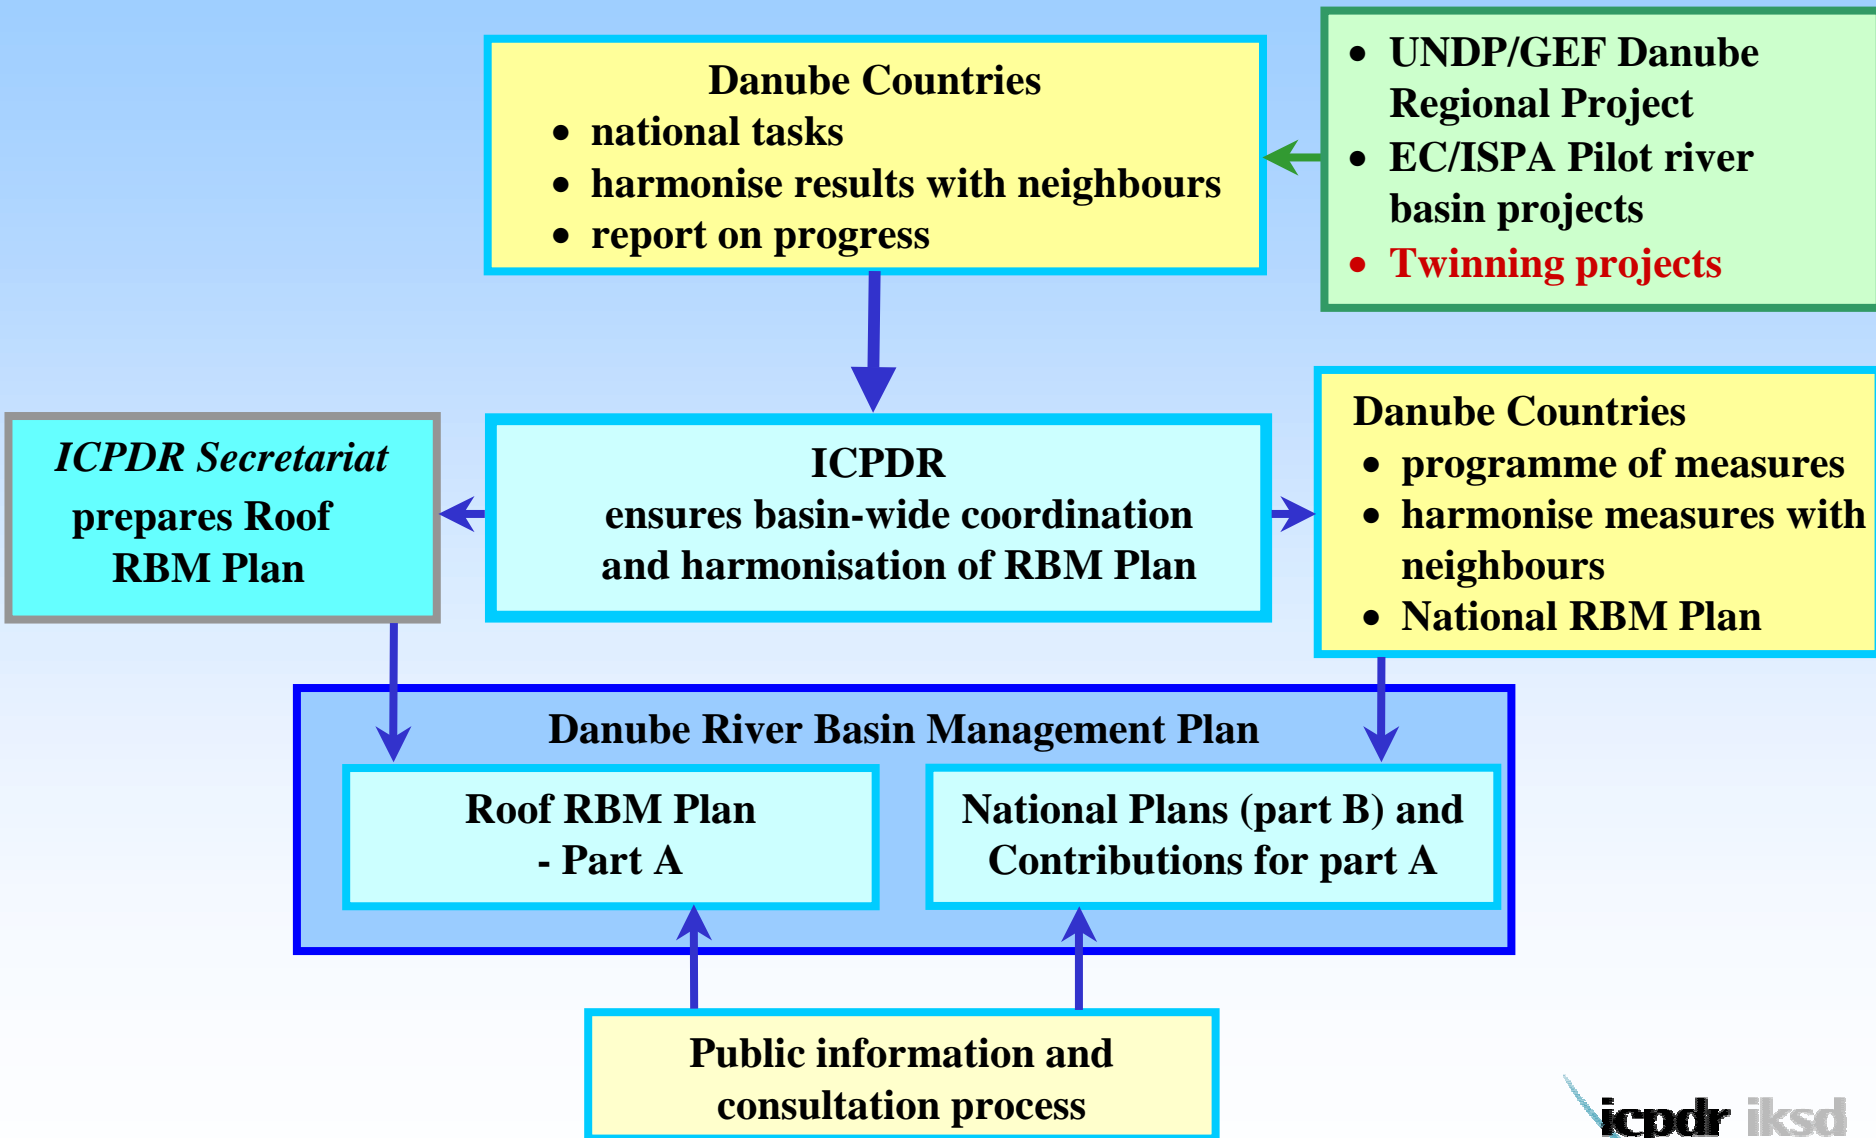 Danube Countries
• national tasks
• harmonise results with neighbours
• report on progress
• UNDP/GEF Danube
Regional Project
• EC/ISPA Pilot river
basin projects
• Twinning projects
ICPDR Secretariat
prepares Roof
RBM Plan
ICPDR
ensures basin-wide coordination
and harmonisation of RBM Plan
Danube Countries
• programme of measures
• harmonise measures with
neighbours
• National RBM Plan
Danube River Basin Management Plan
Roof RBM Plan
- Part A
National Plans (part B) and
Contributions for part A
Public information and
consultation process
icpdr iksd